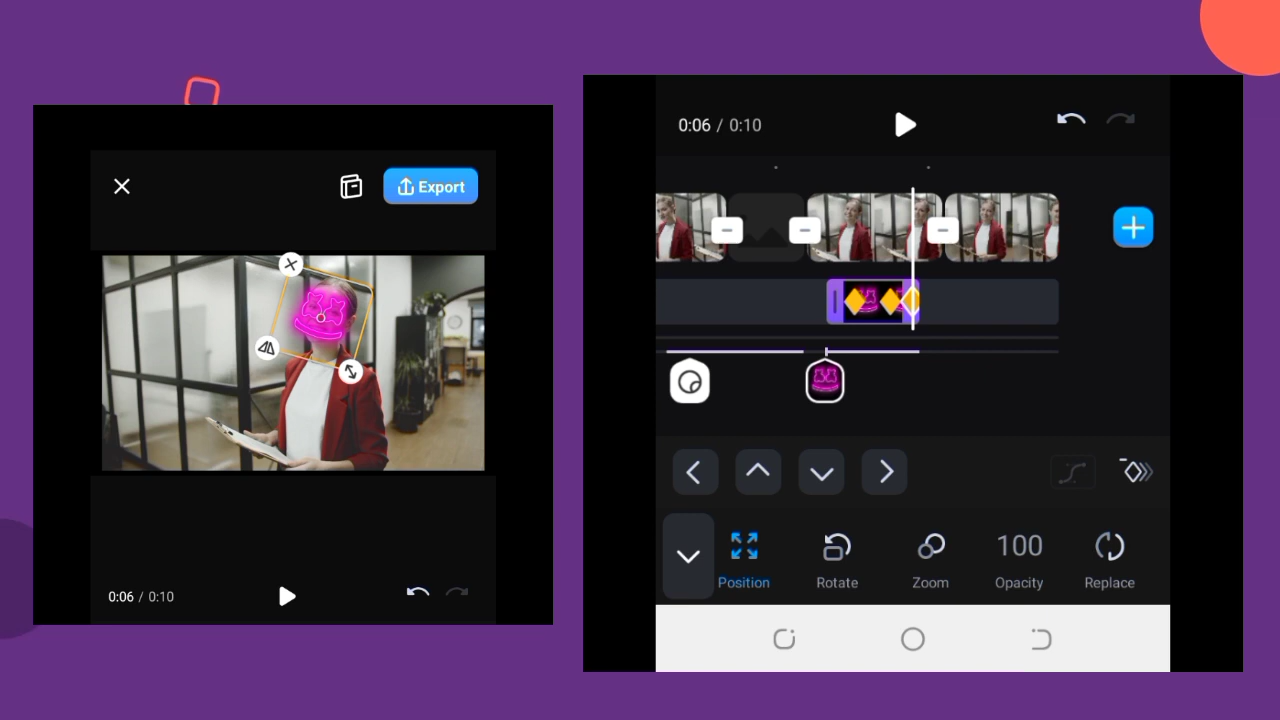 Export
0:06 / 0:10
0:06 / 0:10
100
Position
Rotate
Zoom
Opacity
Replace